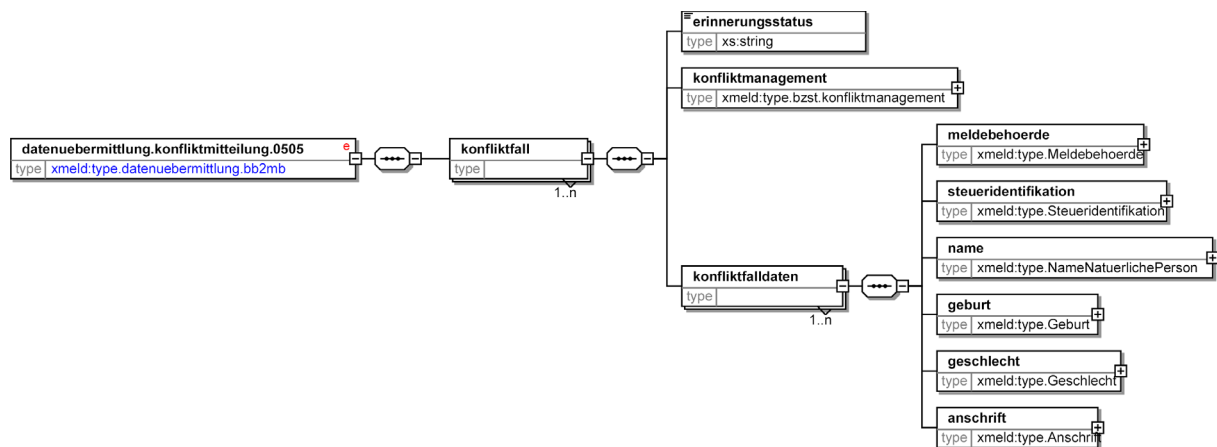 erinnerungsstatus
type xs:string
konfliktmanagement
type xmeld:type.bzst.konfliktmanagement
datenuebermittlung.konfliktmitteilung.0505 e
type xmeld:type.datenuebermittlung.bb2mb
konfliktfall
type
1..n
konfliktfalldaten
type
1..n
meldebehoerde
type xmeld:type.Meldebehoerde
steueridentifikation
type xmeld:type.Steueridentifikation
name
type xmeld:type.NameNatuerlichePerson
geburt
type xmeld:type.Geburt
geschlecht
type xmeld:type.Geschlecht
anschrift
type xmeld:type.Anschrift